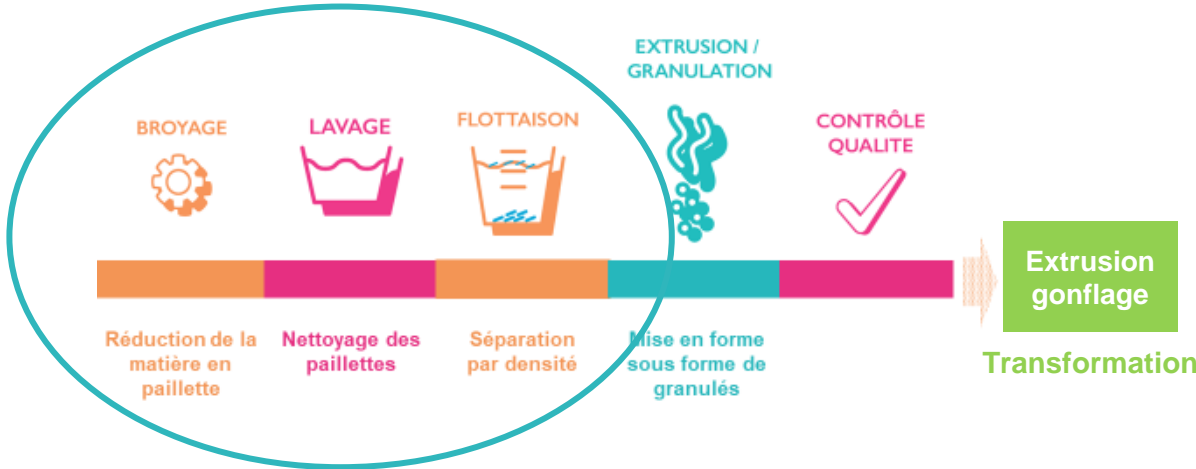 BROYAGE
Réduction de la
matière en
paillette
LAVAGE
Nettoyage des
paillettes
FLOTTAISON
Séparation
par densité
EXTRUSION /
GRANULATION
Mise en forme
sous forme de
granulés
CONTRÔLE
QUALITE
Extrusion
gonflage
Transformation